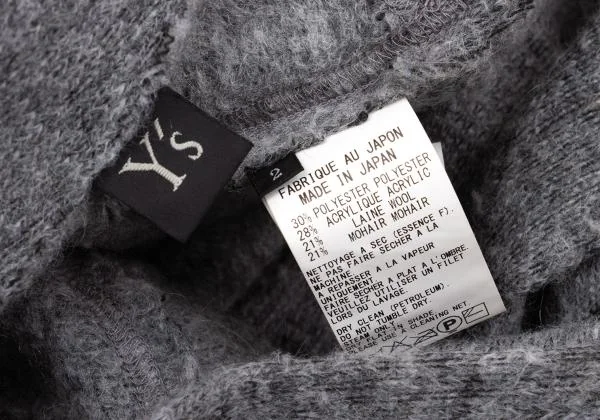 Y's
2
FABRIQUE AU JAPON
MADE IN JAPAN
30% POLYESTER POLYESTER
28% ACRYLIQUE ACRYLIC
21% LAINE WOOL
21% MOHAIR MOHAIR
NETTOYAGE A SEC (ESSENCE F).
NE PAS FAIRE SECHER A LA
MACHINE.
A REPASSER A LA VAPEUR
UNIQUEMENT.
FAIRE SECHER A PLAT A L'OMBRE.
VEUILLEZ UTILISER UN FILET
LORS DU LAVAGE.
DRY CLEAN (PETROLEUM).
DO NOT TUMBLE DRY.
STEAM ONLY.
DRY FLAT IN SHADE.
PLEASE USE A CLEANING NET
P